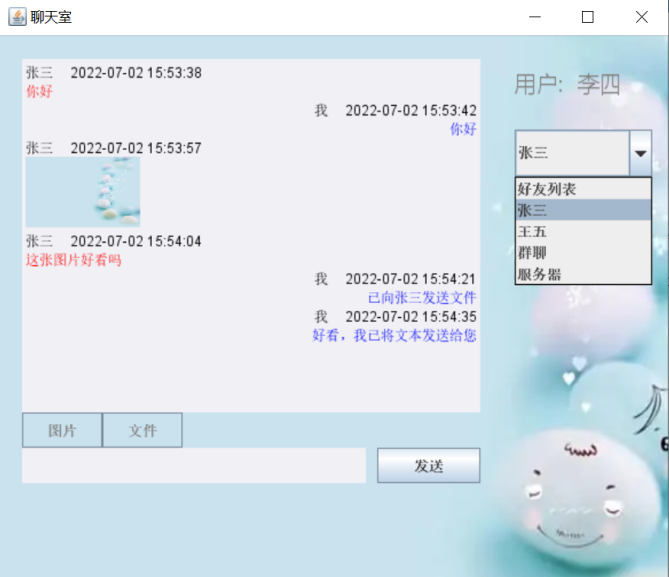 聊天室
张三 2022-07-02 15:53:38
你好
我 2022-07-02 15:53:42
你好
张三 2022-07-02 15:53:57
张三 2022-07-02 15:54:04
这张图片好看吗
我 2022-07-02 15:54:21
已向张三发送文件
我 2022-07-02 15:54:35
好看，我已将文本发送给您
图片 文件
发送
用户: 李四
张三
好友列表
张三
王五
群聊
服务器